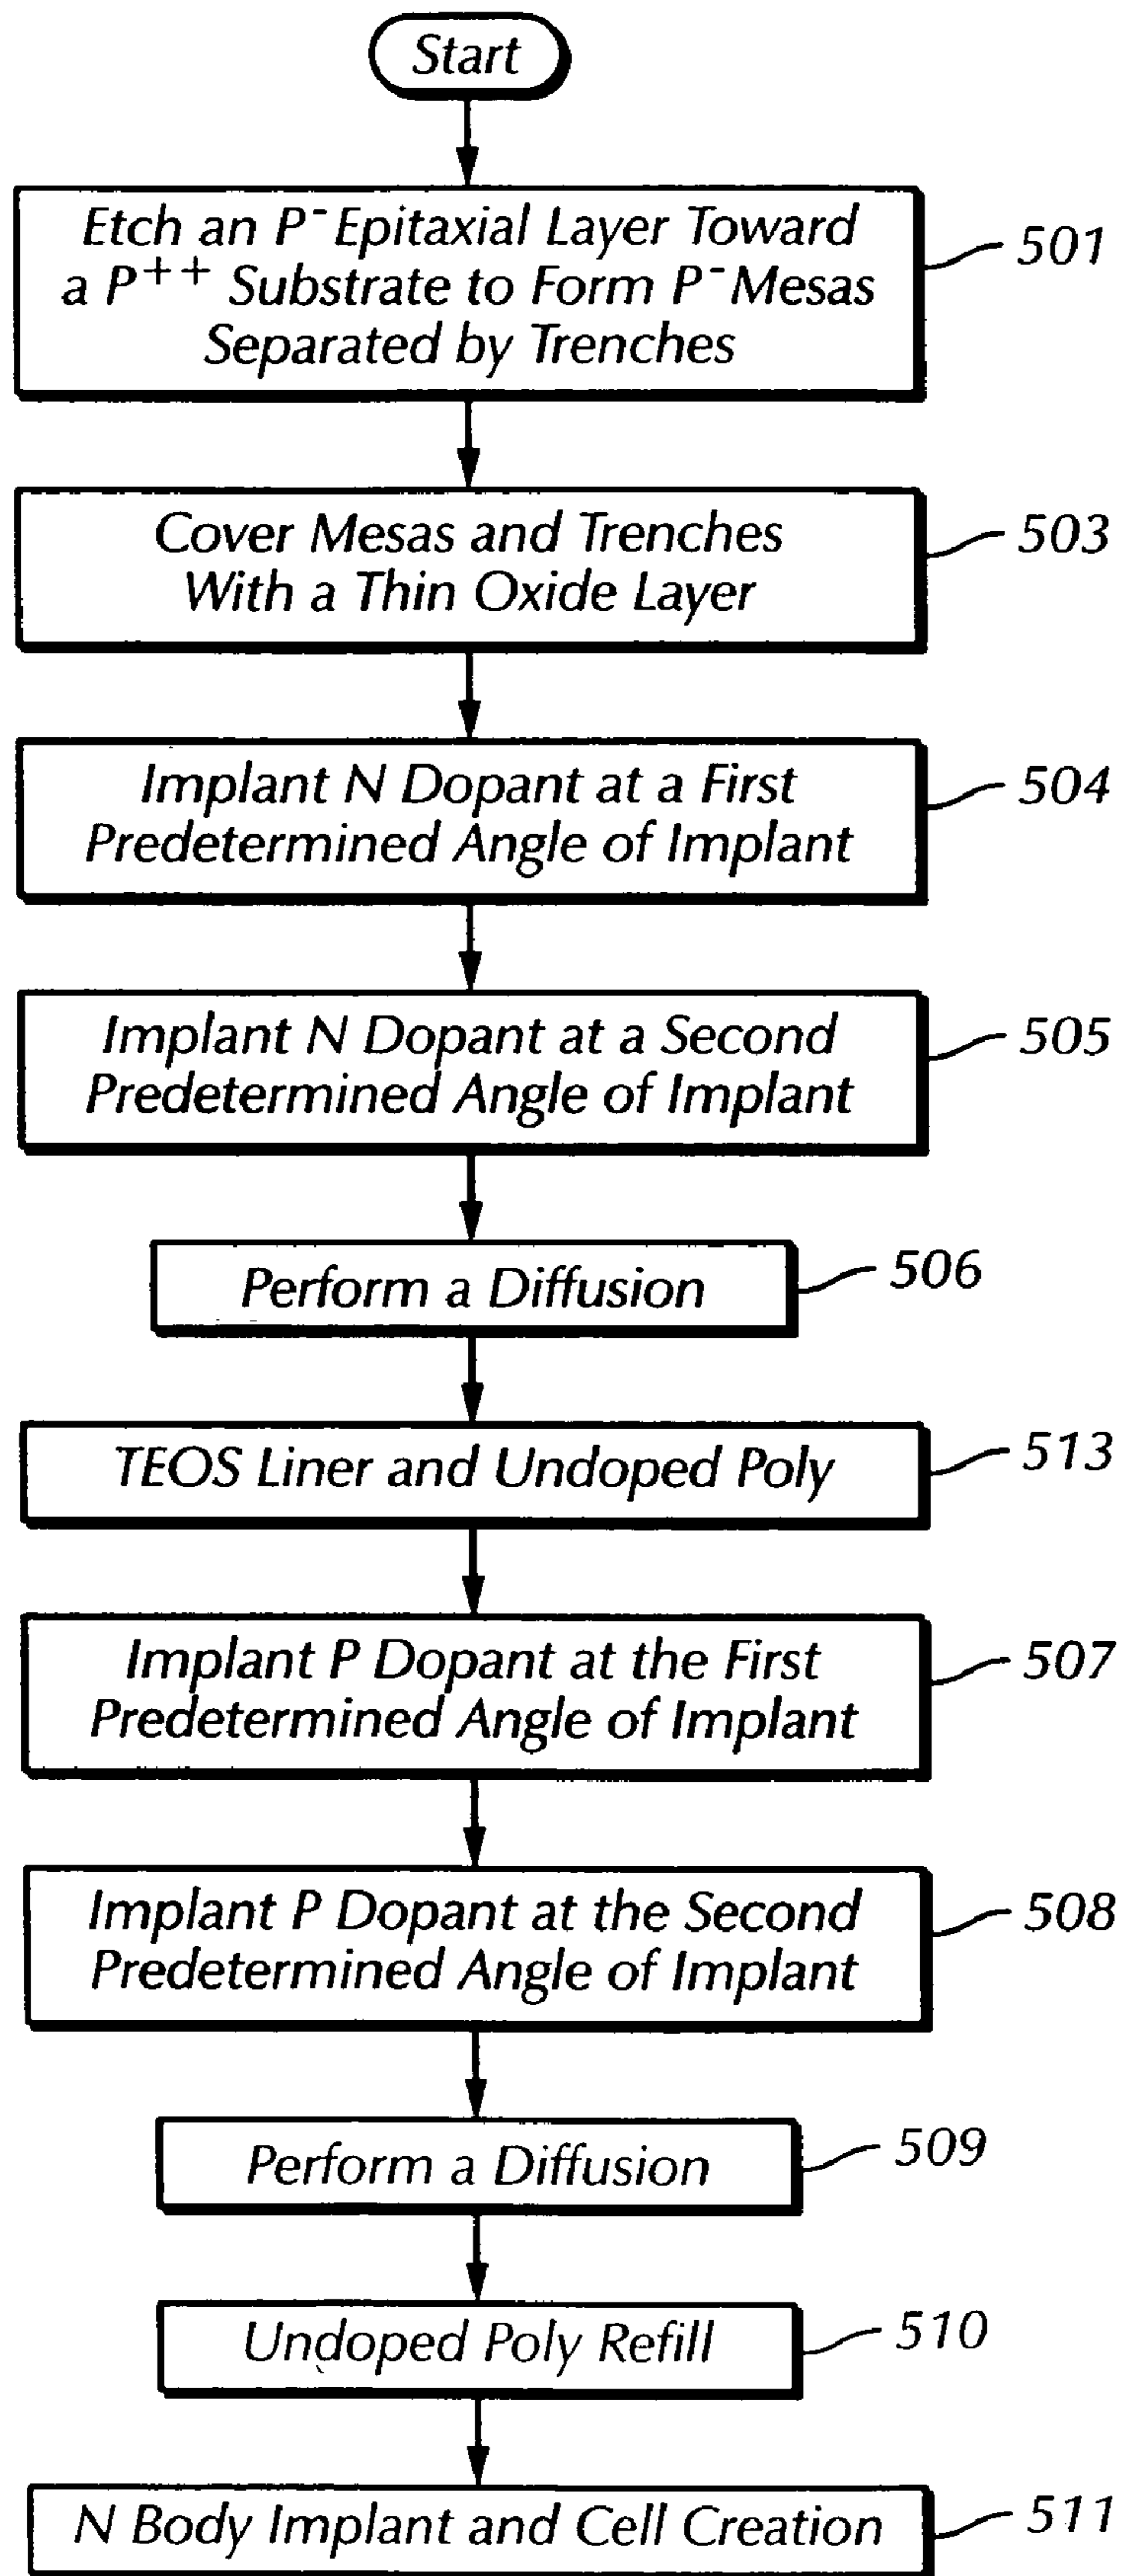 Start
Etch an P- Epitaxial Layer Toward
a P++ Substrate to Form P- Mesas
Separated by Trenches
501
Cover Mesas and Trenches
With a Thin Oxide Layer
503
Implant N Dopant at a First
Predetermined Angle of Implant
504
Implant N Dopant at a Second
Predetermined Angle of Implant
505
Perform a Diffusion
506
TEOS Liner and Undoped Poly
513
Implant P Dopant at the First
Predetermined Angle of Implant
507
Implant P Dopant at the Second
Predetermined Angle of Implant
508
Perform a Diffusion
509
Undoped Poly Refill
510
N Body Implant and Cell Creation
511